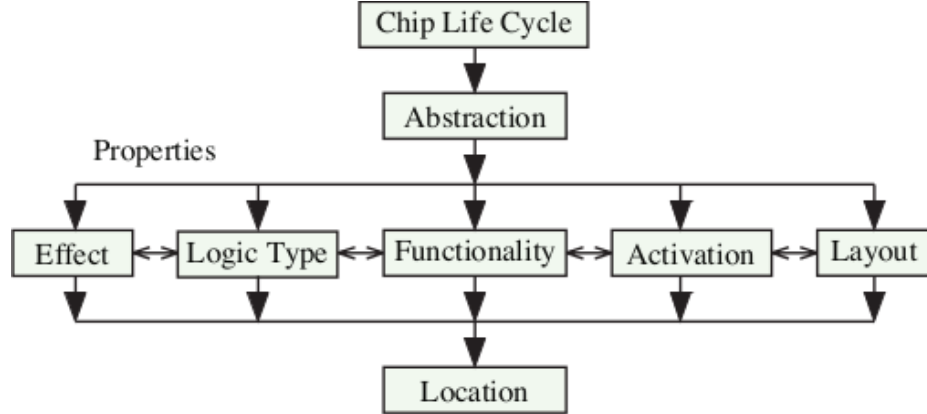 Chip Life Cycle
Abstraction
Properties
Effect
Logic Type
Functionality
Activation
Layout
Location